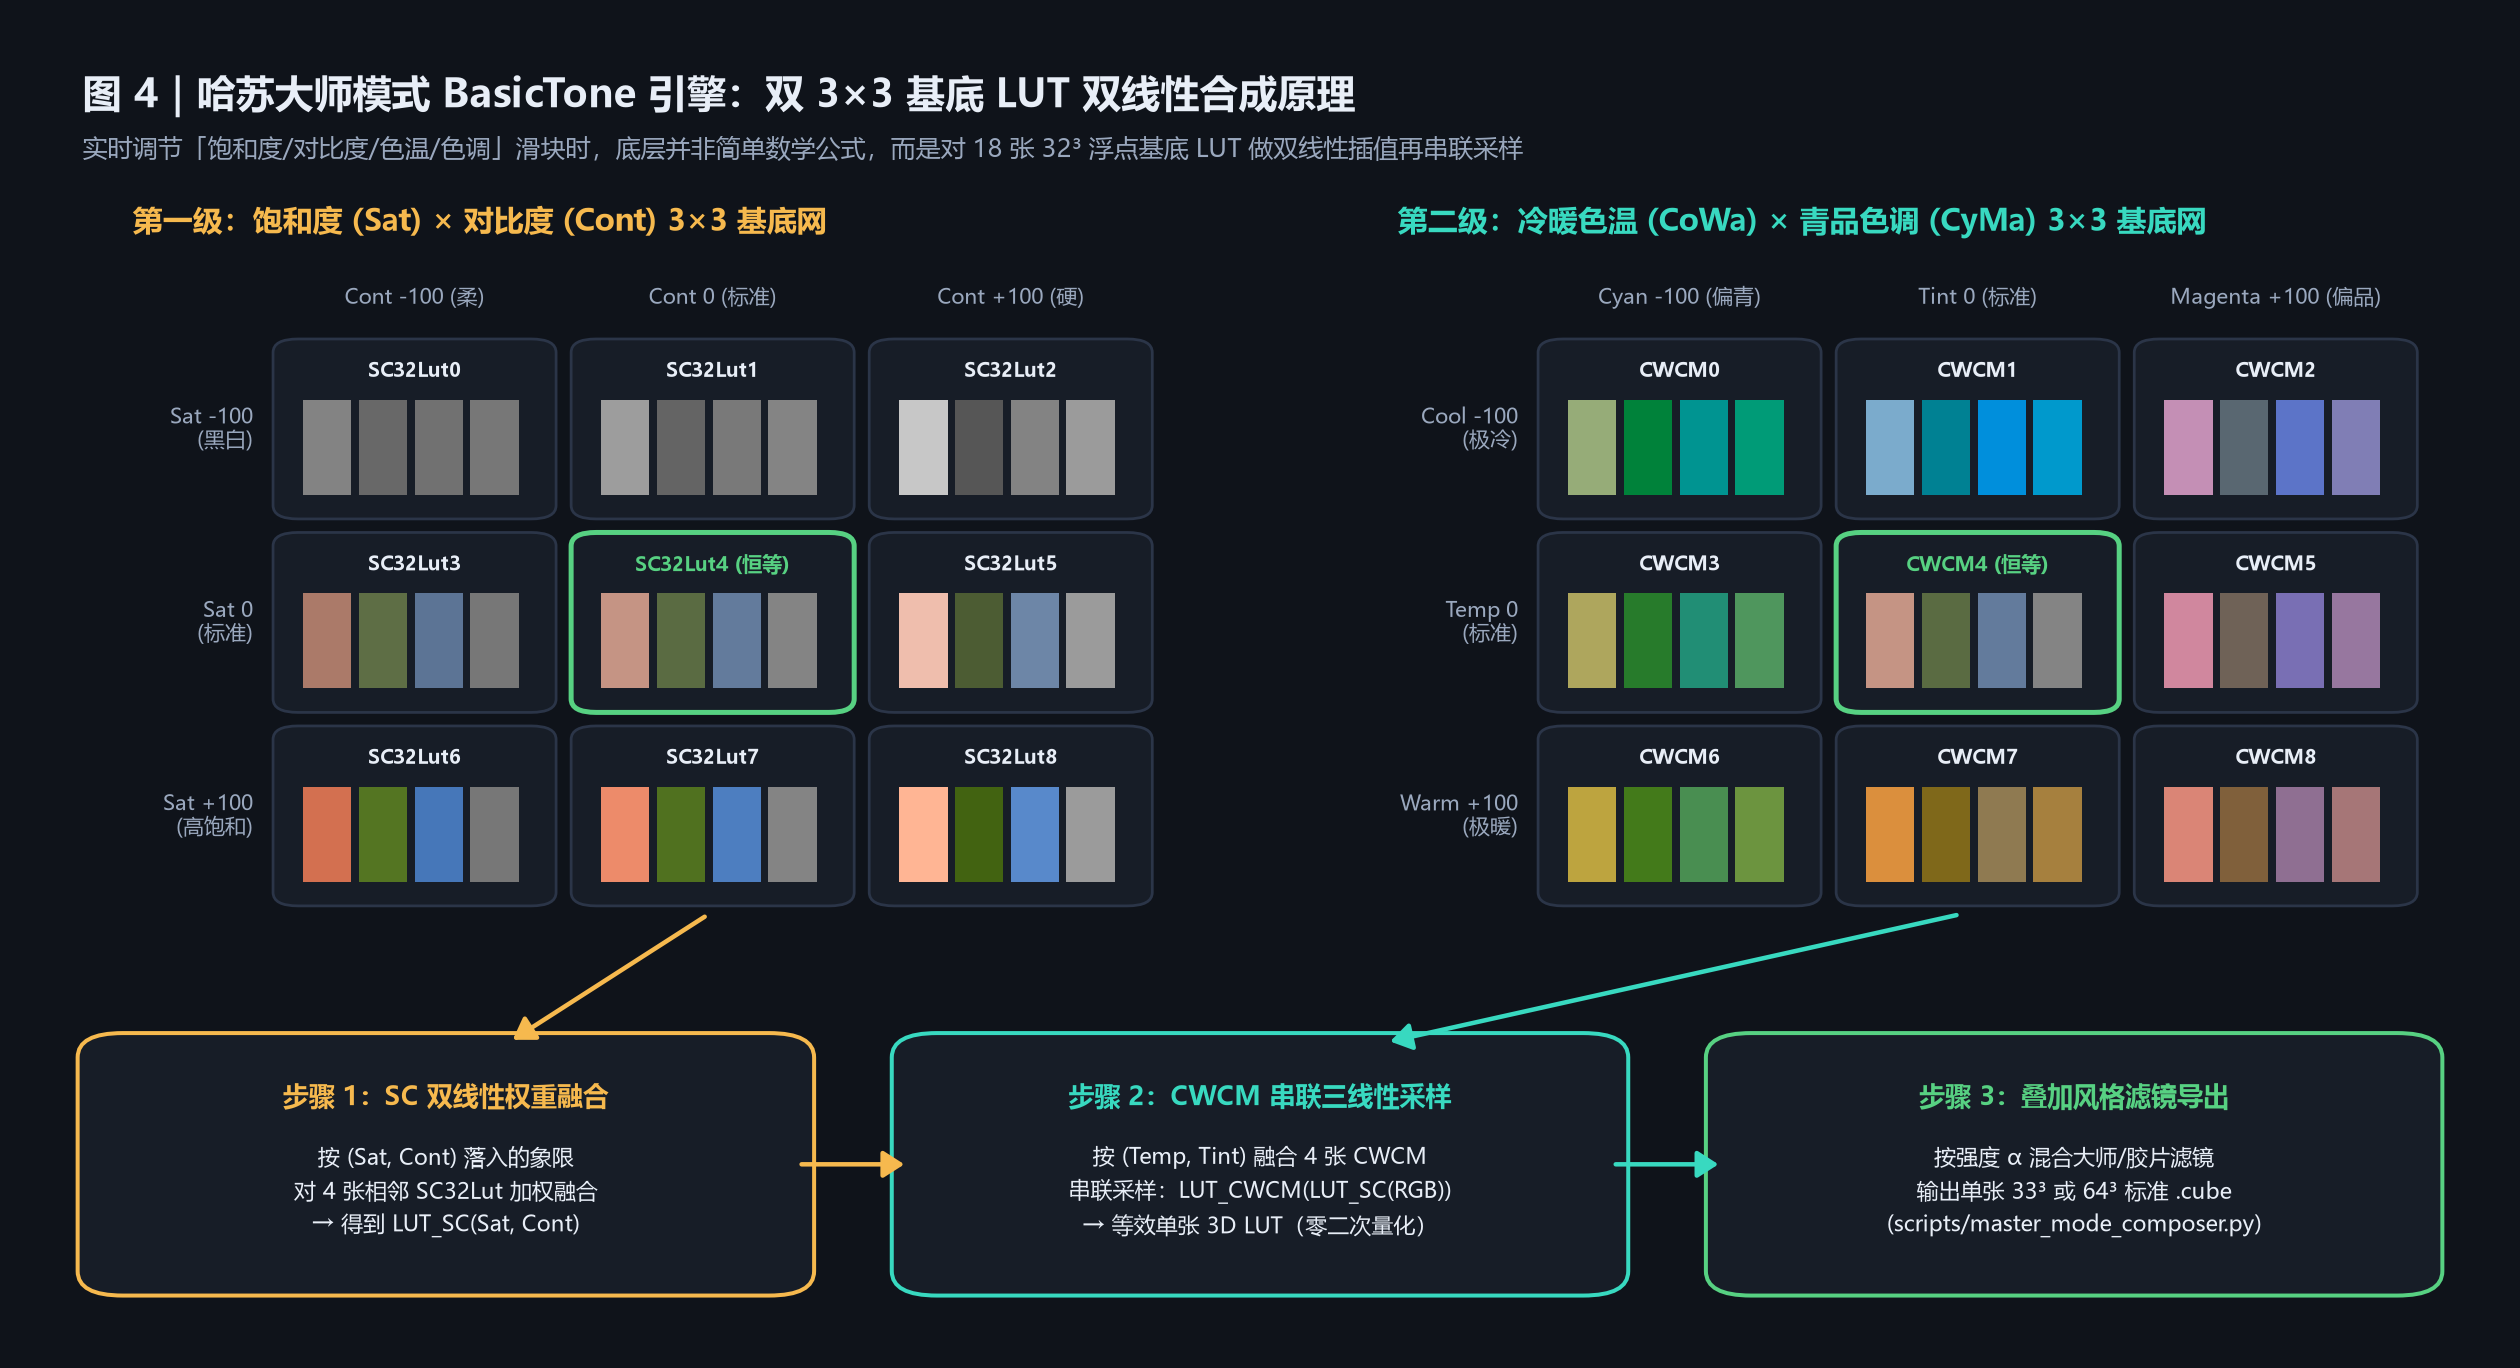 图 4 | 哈苏大师模式 BasicTone 引擎：双 3×3 基底 LUT 双线性合成原理
实时调节「饱和度/对比度/色温/色调」滑块时，底层并非简单数学公式，而是对 18 张 32³ 浮点基底 LUT 做双线性插值再串联采样
第一级：饱和度 (Sat) × 对比度 (Cont) 3×3 基底网
Cont -100 (柔)
Cont 0 (标准)
Cont +100 (硬)
Sat -100
(黑白)
SC32Lut0
SC32Lut1
SC32Lut2
Sat 0
(标准)
SC32Lut3
SC32Lut4 (恒等)
SC32Lut5
Sat +100
(高饱和)
SC32Lut6
SC32Lut7
SC32Lut8
第二级：冷暖色温 (CoWa) × 青品色调 (CyMa) 3×3 基底网
Cyan -100 (偏青)
Tint 0 (标准)
Magenta +100 (偏品)
Cool -100
(极冷)
CWCM0
CWCM1
CWCM2
Temp 0
(标准)
CWCM3
CWCM4 (恒等)
CWCM5
Warm +100
(极暖)
CWCM6
CWCM7
CWCM8
步骤 1：SC 双线性权重融合
按 (Sat, Cont) 落入的象限
对 4 张相邻 SC32Lut 加权融合
→ 得到 LUT_SC(Sat, Cont)
步骤 2：CWCM 串联三线性采样
按 (Temp, Tint) 融合 4 张 CWCM
串联采样：LUT_CWCM(LUT_SC(RGB))
→ 等效单张 3D LUT（零二次量化）
步骤 3：叠加风格滤镜导出
按强度 α 混合大师/胶片滤镜
输出单张 33³ 或 64³ 标准 .cube
(scripts/master_mode_composer.py)